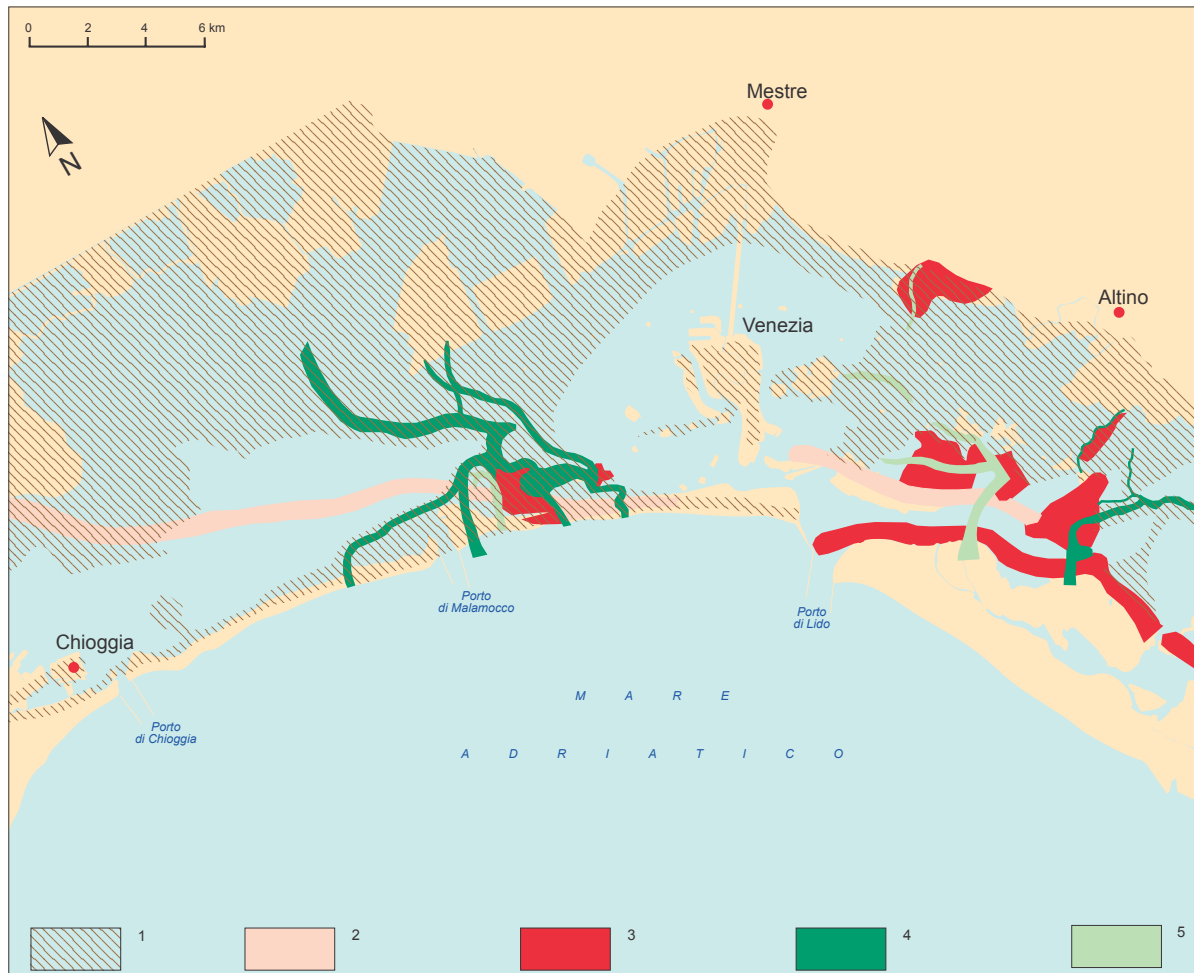 0 2 4 6 km
Mestre
N
Altino
Venezia
Porto
di Malamocco
Porto
di Lido
Chioggia
M A R E
Porto
di Chioggia
A D R I A T I C O
1 2 3 4 5